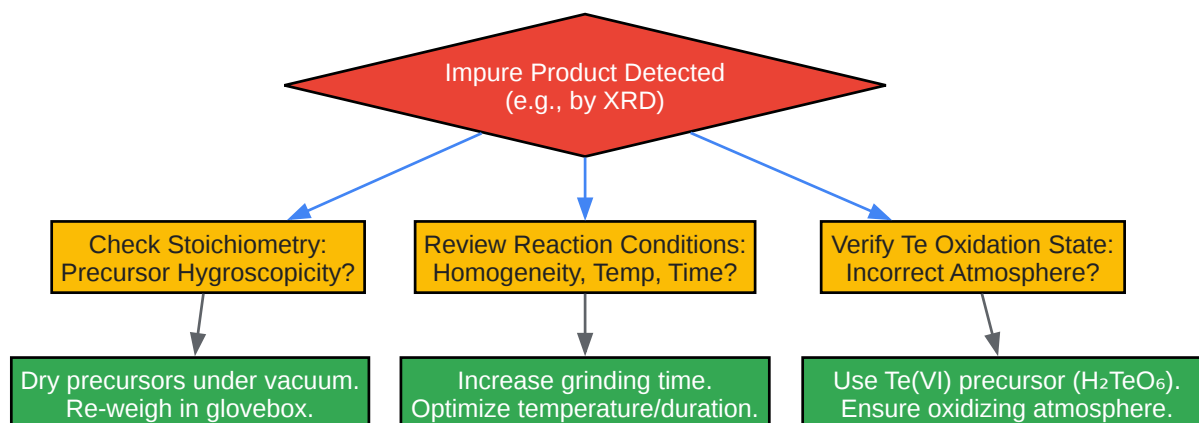 Impure Product Detected
(e.g., by XRD)
Check Stoichiometry:
Precursor Hygroscopicity?
Review Reaction Conditions:
Homogeneity, Temp, Time?
Verify Te Oxidation State:
Incorrect Atmosphere?
Dry precursors under vacuum.
Re-weigh in glovebox.
Increase grinding time.
Optimize temperature/duration.
Use Te(VI) precursor (H₂TeO₆).
Ensure oxidizing atmosphere.